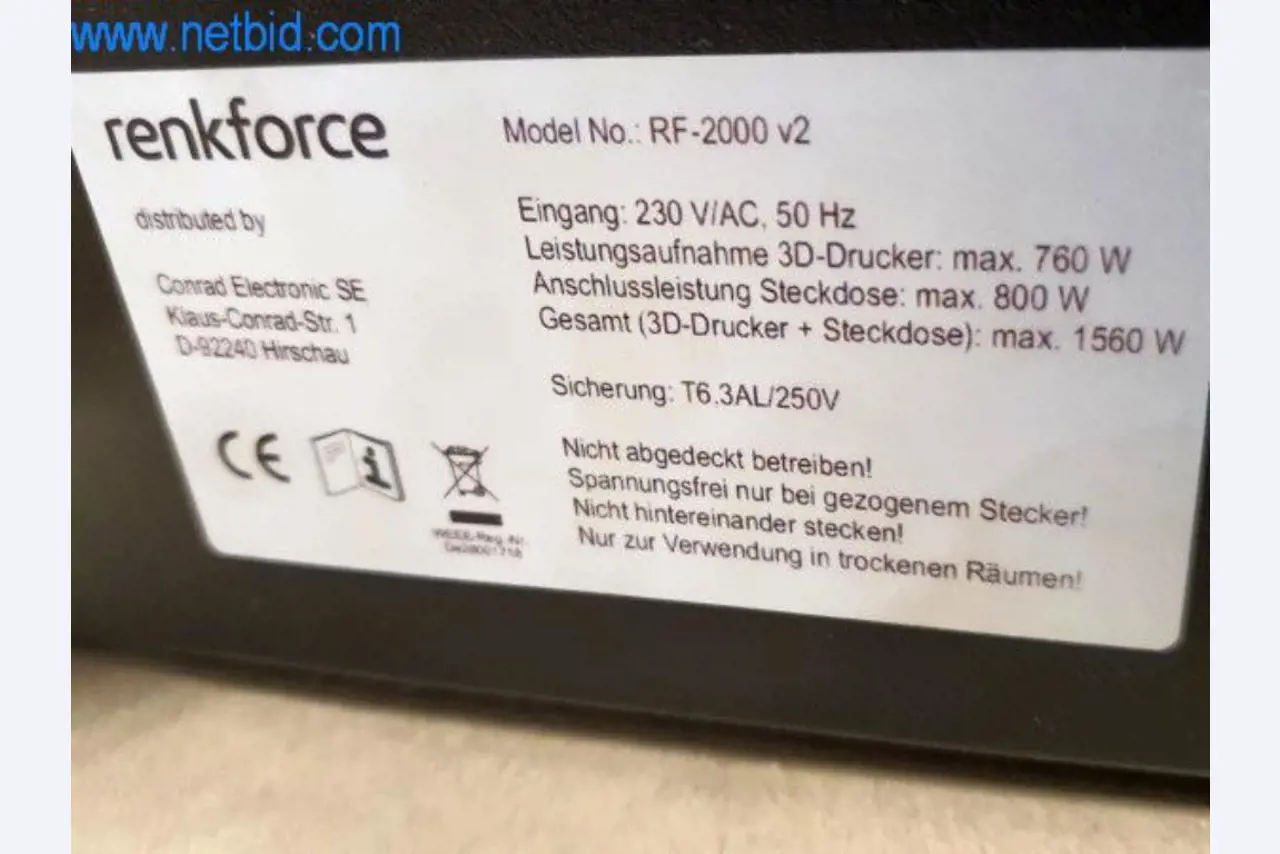 www.netbid.com
renkforce
distributed by
Conrad Electronic SE
Klaus-Conrad-Str. 1
D-92240 Hirschau
CE
Model No.: RF-2000 v2
Eingang: 230 V/AC, 50 Hz
Leistungsaufnahme 3D-Drucker: max. 760 W
Anschlussleistung Steckdose: max. 800 W
Gesamt (3D-Drucker + Steckdose): max. 1560 W
Sicherung: T6.3AL/250V
Nicht abgedeckt betreiben!
Spannungsfrei nur bei gezogenem Stecker!
Nicht hintereinander stecken!
Nur zur Verwendung in trockenen Räumen!
WEEE-Reg.-Nr.